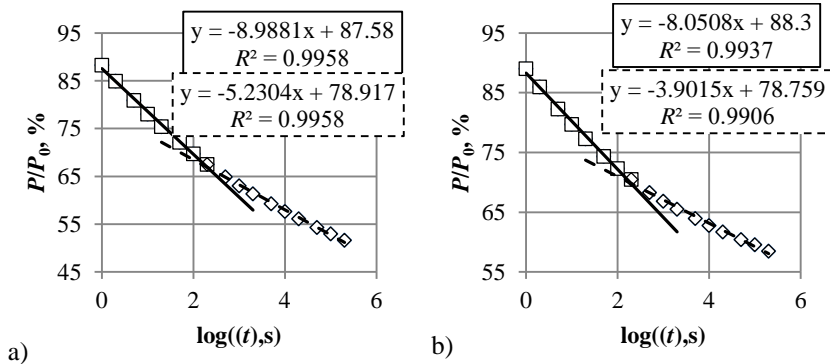 95
85
75
65
55
45
P/P₀, %
y = -8.9881x + 87.58
R² = 0.9958
y = -5.2304x + 78.917
R² = 0.9958
0 2 4 6
log((t),s)
a)
95
85
75
65
55
P/P₀, %
y = -8.0508x + 88.3
R² = 0.9937
y = -3.9015x + 78.759
R² = 0.9906
0 2 4 6
log((t),s)
b)